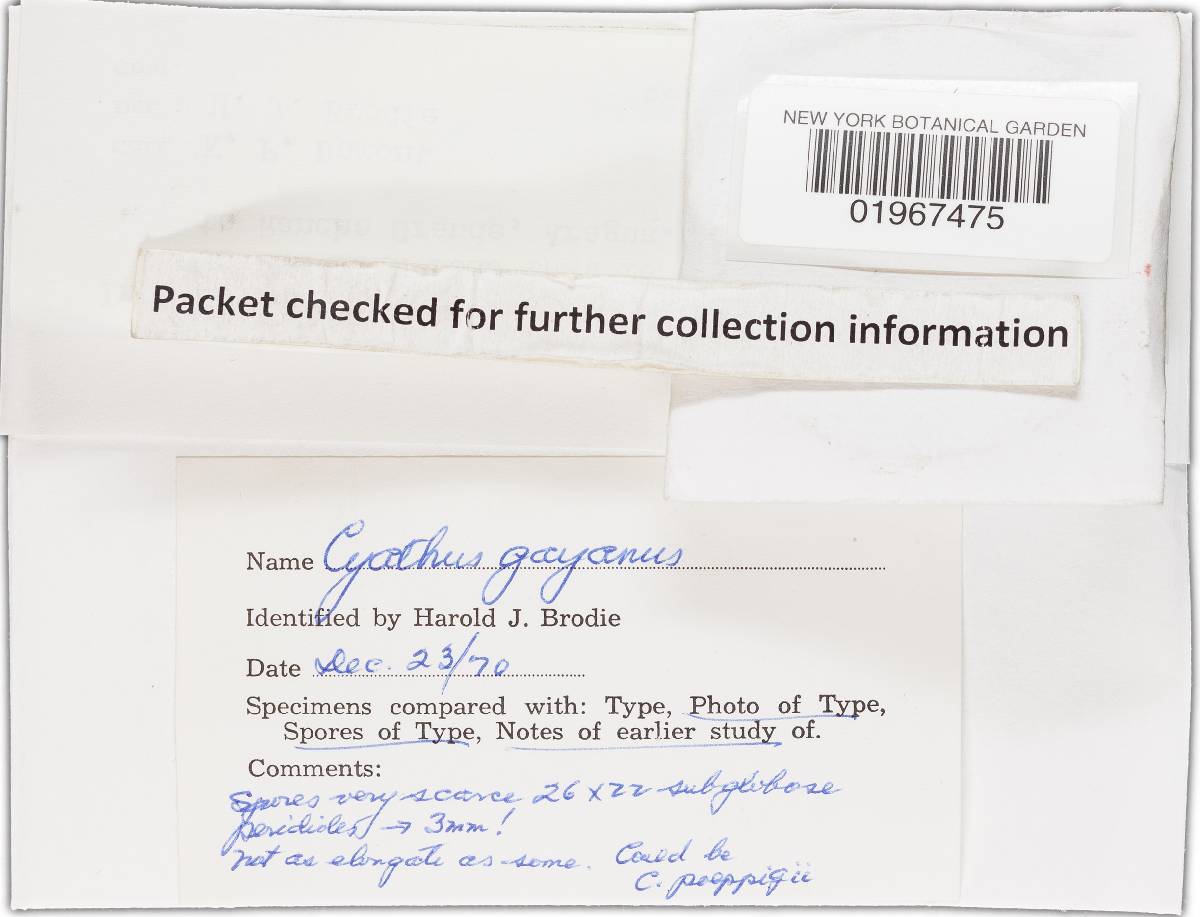 NEW YORK BOTANICAL GARDEN
01967475
Packet checked for further collection information
Name Cyathus gayanus
Identified by Harold J. Brodie
Date Dec. 23/70
Specimens compared with: Type, Photo of Type,
Spores of Type, Notes of earlier study of.
Comments:
Spores very scarce 26 x 22 subglobose
peridioles → 3mm!
not as elongate as some. Could be
C. poeppigii